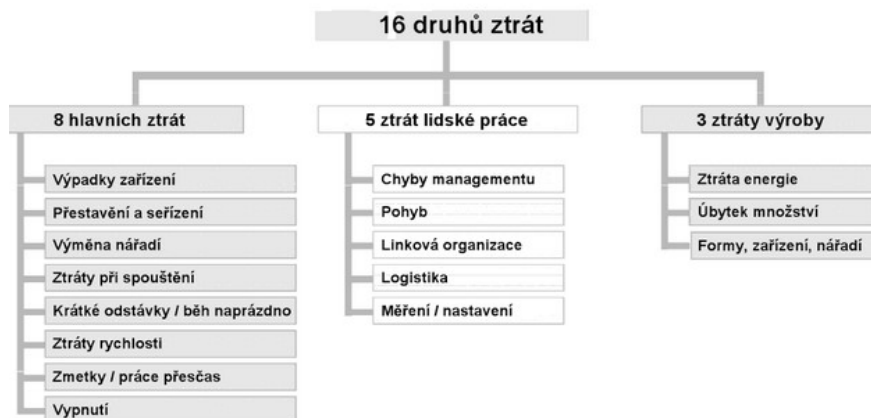 16 druhů ztrát
8 hlavních ztrát
Výpadky zařízení
Přestavění a seřízení
Výměna nářadí
Ztráty při spouštění
Krátké odstávky / běh naprázdno
Ztráty rychlosti
Zmetky / práce přesčas
Vypnutí
5 ztrát lidské práce
Chyby managementu
Pohyb
Linková organizace
Logistika
Měření / nastavení
3 ztráty výroby
Ztráta energie
Úbytek množství
Formy, zařízení, nářadí